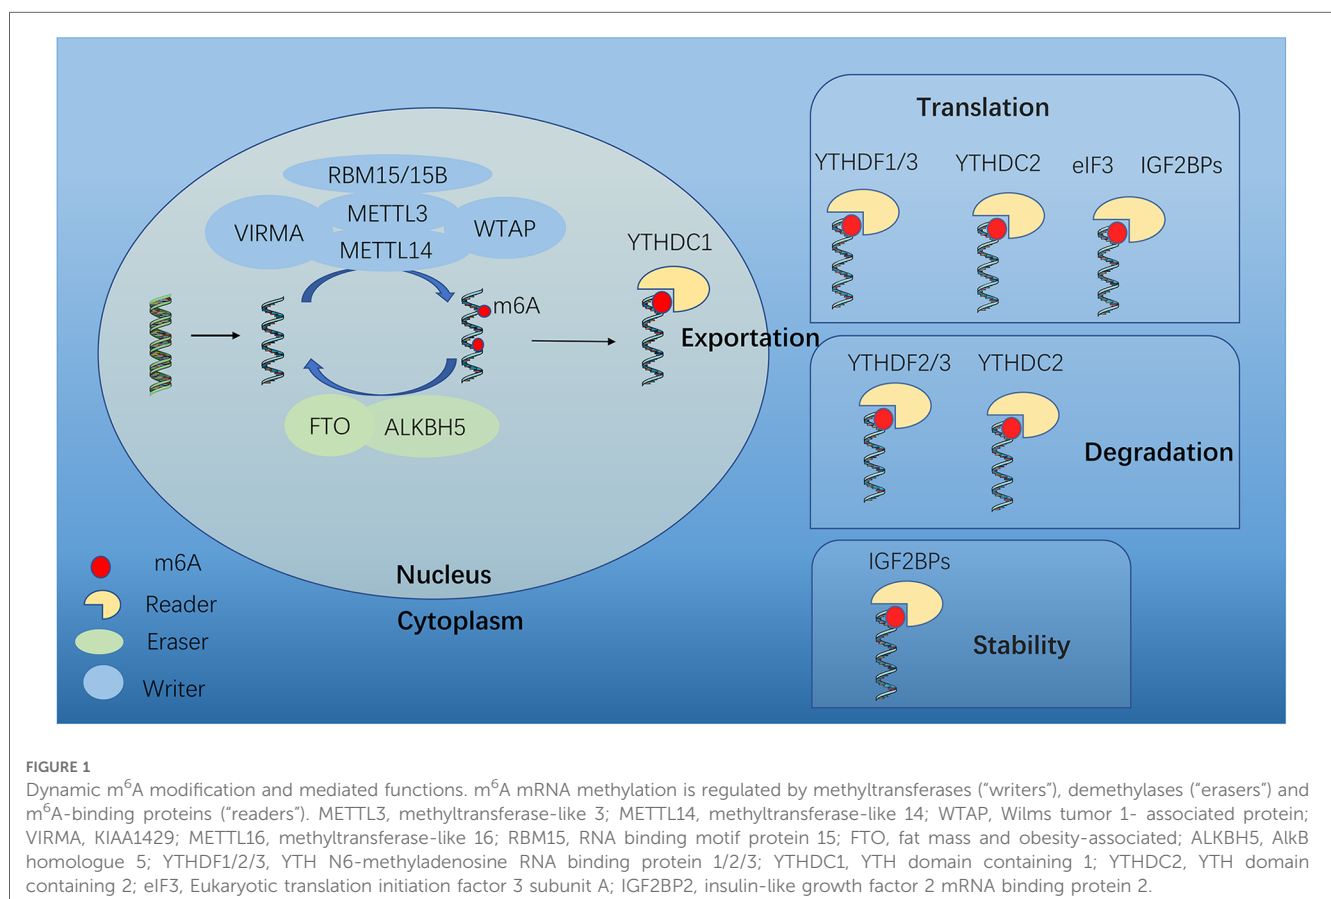 Translation
YTHDF1/3
YTHDC2
eIF3
IGF2BPs
RBM15/15B
METTL3
VIRMA
WTAP
METTL14
YTHDC1
m6A
Exportation
FTO
ALKBH5
YTHDF2/3
YTHDC2
Degradation
IGF2BPs
Stability
Nucleus
Cytoplasm
m6A
Reader
Eraser
Writer
FIGURE 1
Dynamic m⁶A modification and mediated functions. m⁶A mRNA methylation is regulated by methyltransferases (“writers”), demethylases (“erasers”) and
m⁶A-binding proteins (“readers”). METTL3, methyltransferase-like 3; METTL14, methyltransferase-like 14; WTAP, Wilms tumor 1- associated protein;
VIRMA, KIAA1429; METTL16, methyltransferase-like 16; RBM15, RNA binding motif protein 15; FTO, fat mass and obesity-associated; ALKBH5, AlkB
homologue 5; YTHDF1/2/3, YTH N6-methyladenosine RNA binding protein 1/2/3; YTHDC1, YTH domain containing 1; YTHDC2, YTH domain
containing 2; eIF3, Eukaryotic translation initiation factor 3 subunit A; IGF2BP2, insulin-like growth factor 2 mRNA binding protein 2.